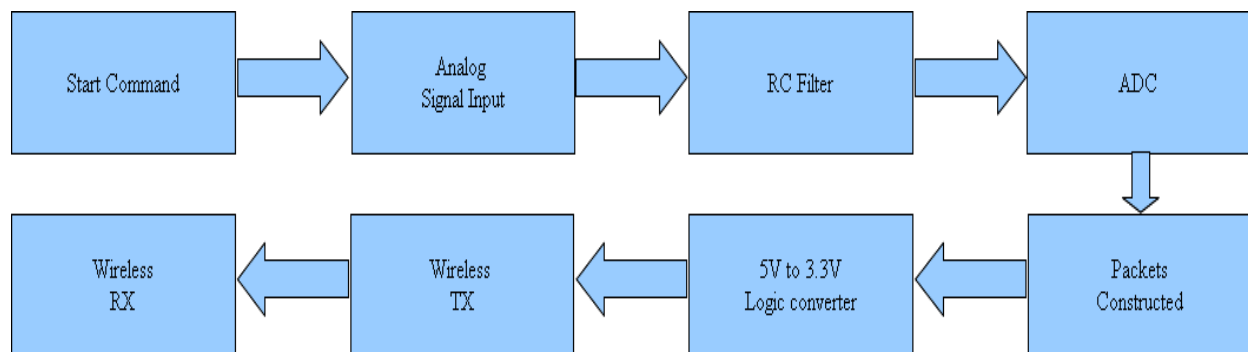 Start Command
Analog
Signal Input
RC Filter
ADC
Wireless
RX
Wireless
TX
5V to 3.3V
Logic converter
Packets
Constructed